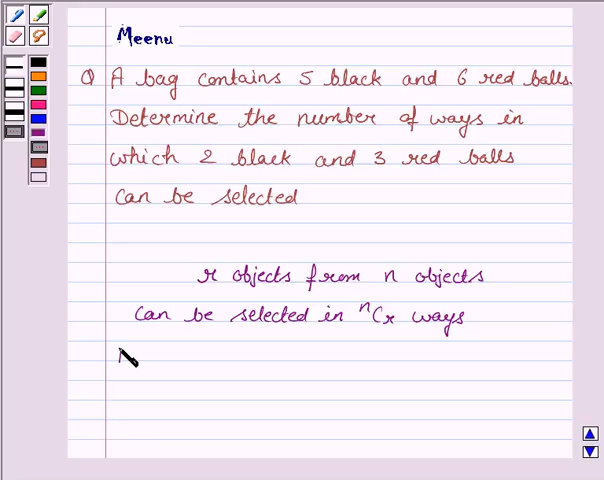 Meenu
Q A bag contains 5 black and 6 red balls.
Determine the number of ways in
which 2 black and 3 red balls
can be selected
r objects from n objects
can be selected in ⁿCr ways